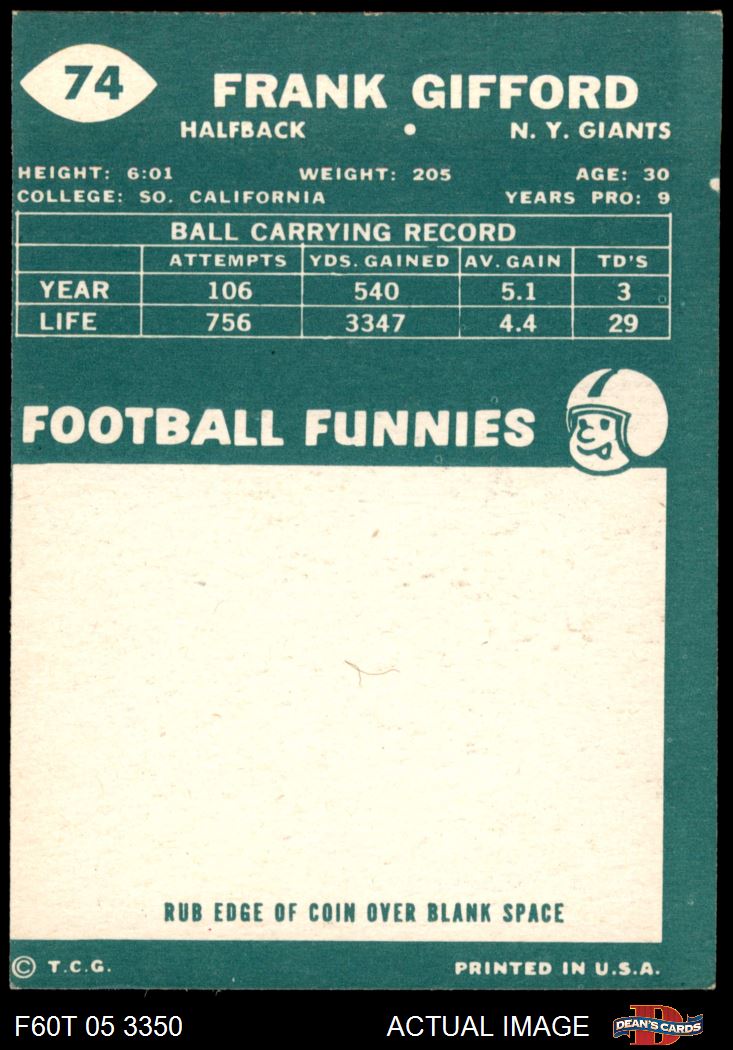 74
FRANK GIFFORD
HALFBACK • N. Y. GIANTS
HEIGHT: 6:01 WEIGHT: 205 AGE: 30
COLLEGE: SO. CALIFORNIA YEARS PRO: 9
BALL CARRYING RECORD
ATTEMPTS YDS. GAINED AV. GAIN TD'S
YEAR 106 540 5.1 3
LIFE 756 3347 4.4 29
FOOTBALL FUNNIES
RUB EDGE OF COIN OVER BLANK SPACE
© T.C.G. PRINTED IN U.S.A.
F60T 05 3350 ACTUAL IMAGE DEAN'S CARDS